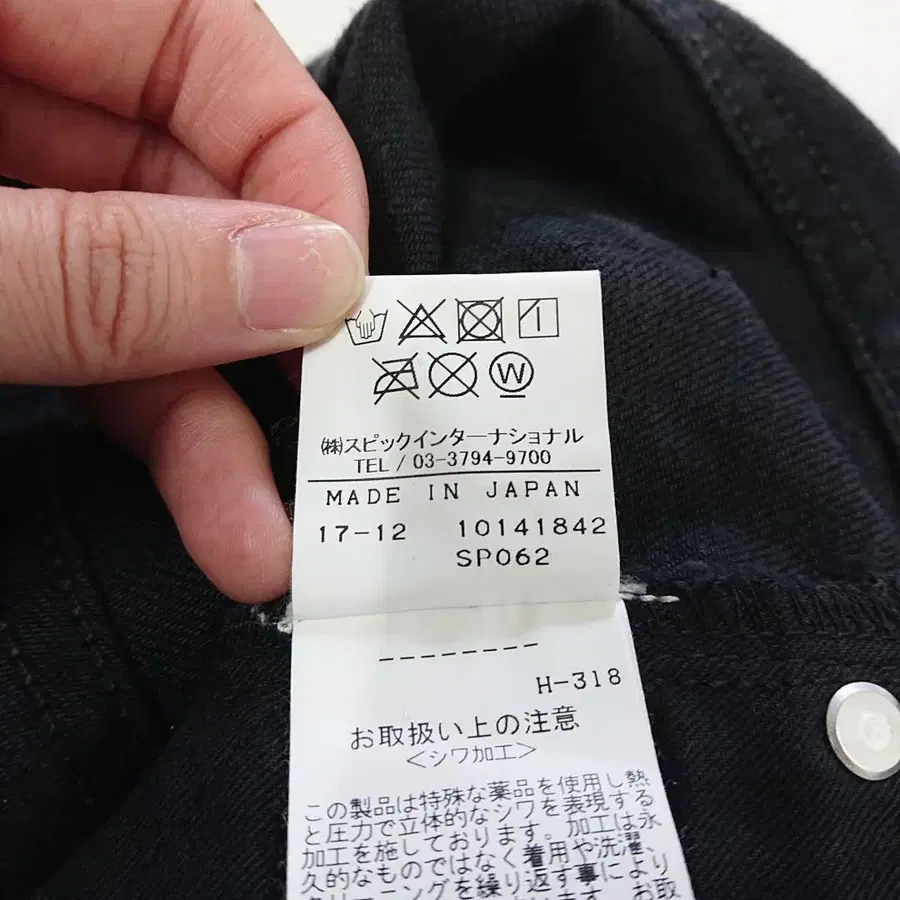 W
㈱スピックインターナショナル
TEL / 03-3794-9700
MADE IN JAPAN
17-12 10141842
SP062
--------
H-318
お取扱い上の注意
<シワ加工>
この製品は特殊な薬品を使用し熱
と圧力で立体的なシワを表現する
加工を施しております。加工は永
久的なものではなく着用や洗濯、
クリーニングを繰り返す事により
お取